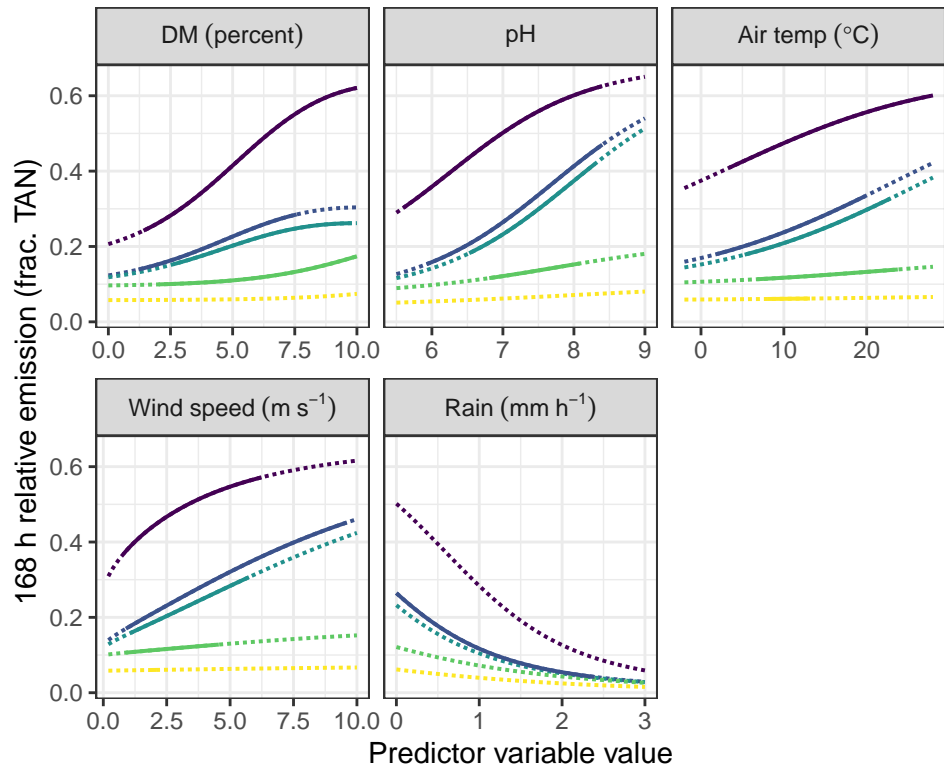 DM (percent) pH Air temp (°C)
0.6
0.4
0.2
0.0
0.0 2.5 5.0 7.5 10.0 6 7 8 9 0 10 20
Wind speed (m s⁻¹) Rain (mm h⁻¹)
0.6
0.4
0.2
0.0
0.0 2.5 5.0 7.5 10.0 0 1 2 3
Predictor variable value
168 h relative emission (frac. TAN)